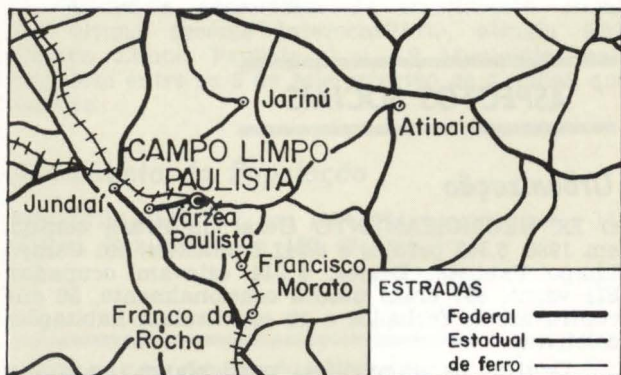 Jarinú
Atibaia
CAMPO LIMPO
PAULISTA
Jundiaí
Várzea
Paulista
Francisco
Morato
Franco da
Rocha
ESTRADAS
Federal
Estadual
de ferro